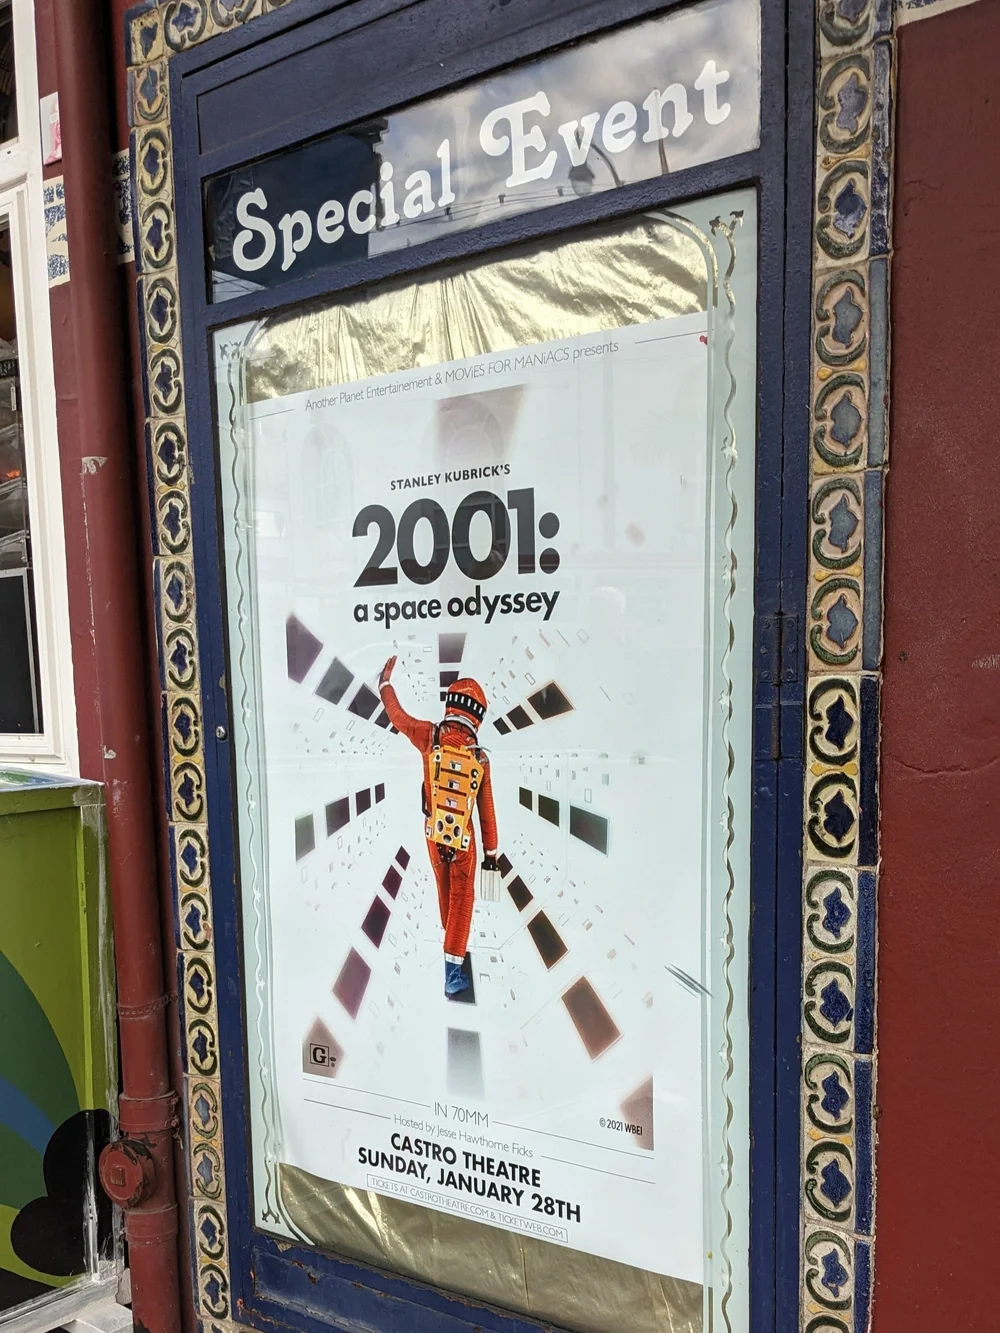 Special Event
Another Planet Entertainement & MOViES FOR MANiACS presents
STANLEY KUBRICK'S
2001:
a space odyssey
G
IN 70MM
© 2021 WBEI
Hosted by Jesse Hawthorne Ficks
CASTRO THEATRE
SUNDAY, JANUARY 28TH
TICKETS AT CASTROTHEATRE.COM & TICKETWEB.COM